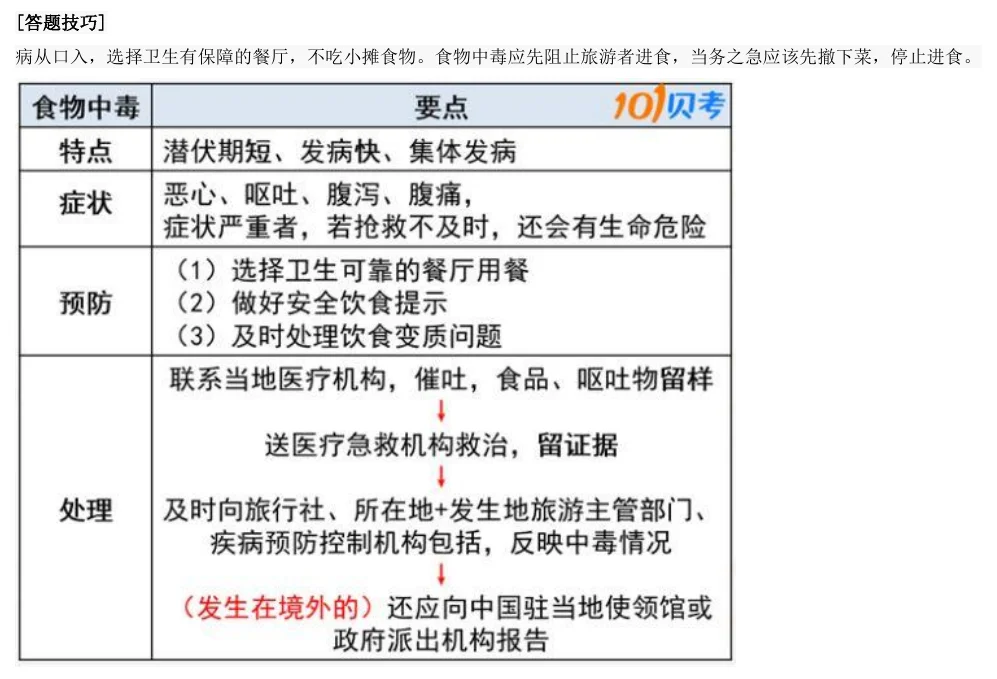 [答题技巧]
病从口入，选择卫生有保障的餐厅，不吃小摊食物。食物中毒应先阻止旅游者进食，当务之急应该先撤下菜，停止进食。
食物中毒 要点 101贝考
特点 潜伏期短、发病快、集体发病
症状 恶心、呕吐、腹泻、腹痛，
症状严重者，若抢救不及时，还会有生命危险
（1）选择卫生可靠的餐厅用餐
预防 （2）做好安全饮食提示
（3）及时处理饮食变质问题
联系当地医疗机构，催吐，食品、呕吐物留样
↓
送医疗急救机构救治，留证据
↓
处理 及时向旅行社、所在地+发生地旅游主管部门、
疾病预防控制机构包括，反映中毒情况
↓
（发生在境外的）还应向中国驻当地使领馆或
政府派出机构报告